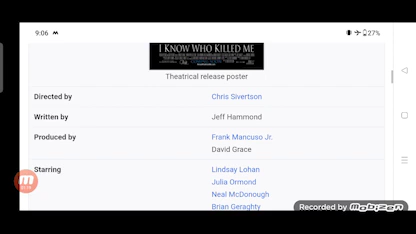 9:06 M
27%
I KNOW WHO KILLED ME
Theatrical release poster
Directed by Chris Sivertson
Written by Jeff Hammond
Produced by Frank Mancuso Jr.
David Grace
Starring Lindsay Lohan
Julia Ormond
Neal McDonough
Brian Geraghty
Recorded by Mobizen